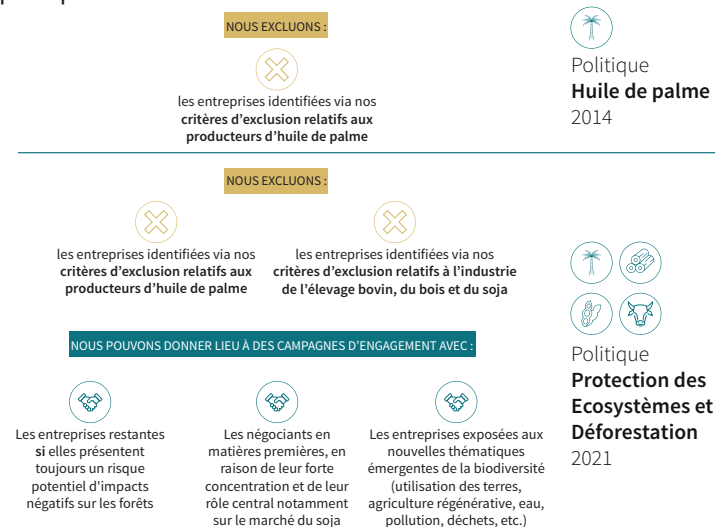 NOUS EXCLUONS :
les entreprises identifiées via nos
critères d'exclusion relatifs aux
producteurs d'huile de palme
Politique
Huile de palme
2014
NOUS EXCLUONS :
les entreprises identifiées via nos
critères d'exclusion relatifs aux
producteurs d'huile de palme
les entreprises identifiées via nos
critères d'exclusion relatifs à l'industrie
de l'élevage bovin, du bois et du soja
NOUS POUVONS DONNER LIEU À DES CAMPAGNES D'ENGAGEMENT AVEC :
Les entreprises restantes
si elles présentent
toujours un risque
potentiel d'impacts
négatifs sur les forêts
Les négociants en
matières premières, en
raison de leur forte
concentration et de leur
rôle central notamment
sur le marché du soja
Les entreprises exposées aux
nouvelles thématiques
émergentes de la biodiversité
(utilisation des terres,
agriculture régénérative, eau,
pollution, déchets, etc.)
Politique
Protection des
Ecosystèmes et
Déforestation
2021